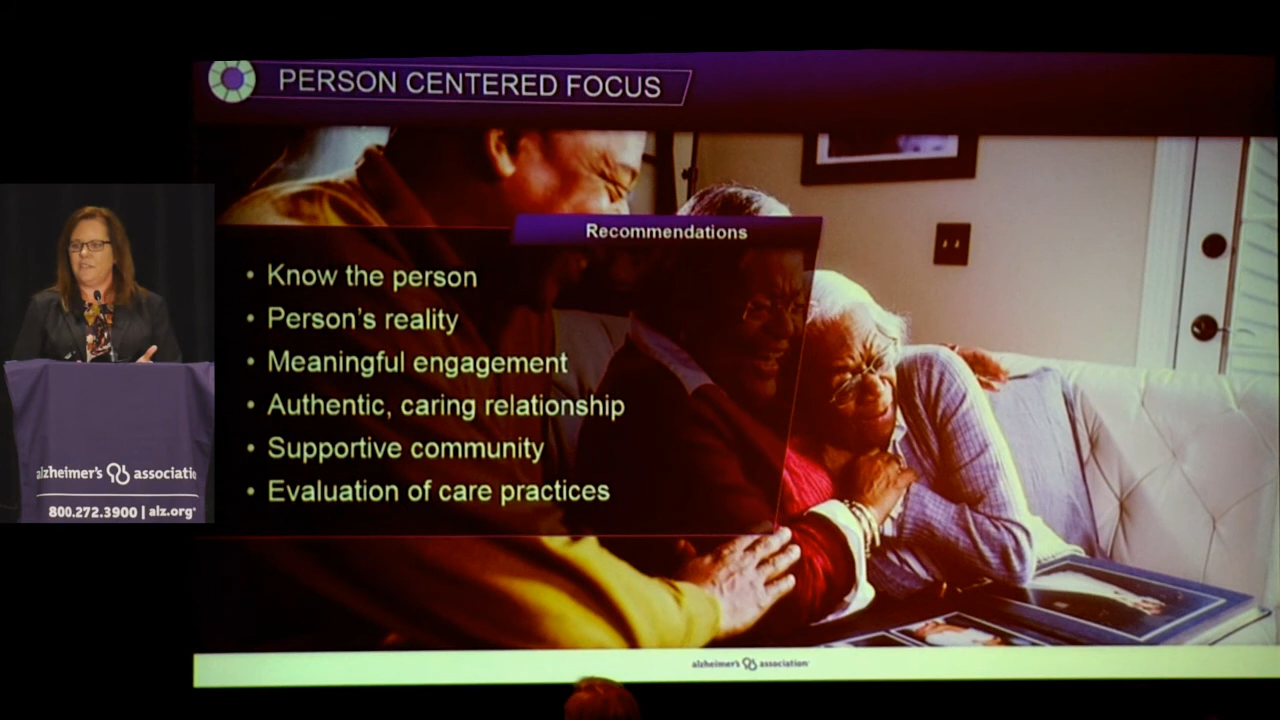 PERSON CENTERED FOCUS
Recommendations
• Know the person
• Person's reality
• Meaningful engagement
• Authentic, caring relationship
• Supportive community
• Evaluation of care practices
alzheimer's association
alzheimer's associatio
800.272.3900 | alz.org